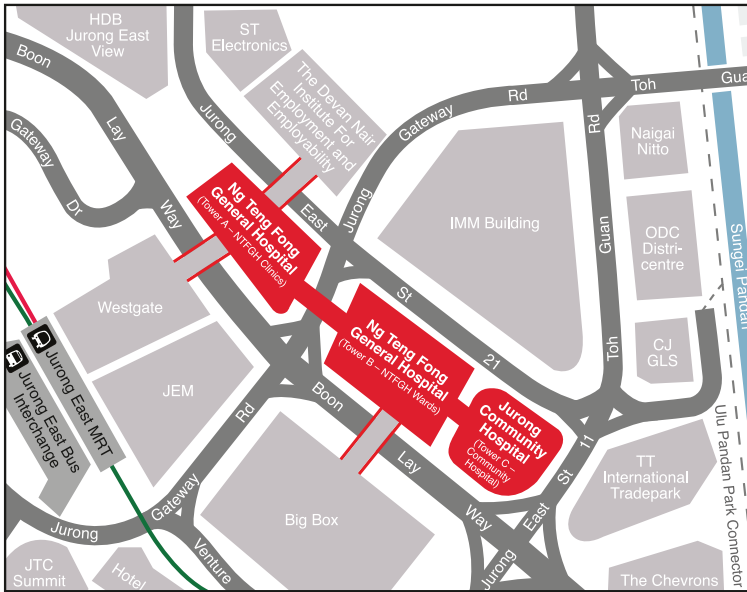 HDB
Jurong East
View
ST
Electronics
The Devan Nair
Institute For
Employment and
Employability
Boon
Lay
Way
Gateway
Dr
Jurong
East
St
21
Jurong
Gateway
Rd
Toh
Gua
Rd
Guan
Toh
Naigai
Nitto
ODC
Distri-
centre
CJ
GLS
Sungei Pandan
Ulu Pandan Park Connector
IMM Building
Ng Teng Fong
General Hospital
(Tower A – NTFGH Clinics)
Ng Teng Fong
General Hospital
(Tower B – NTFGH Wards)
Jurong
Community
Hospital
(Tower C –
Community
Hospital)
Westgate
JEM
Jurong East MRT
Jurong East Bus
Interchange
Boon
Lay
Way
Rd
Gateway
Jurong
Venture
Big Box
Jurong
East
St
11
TT
International
Tradepark
The Chevrons
JTC
Summit
Hotel